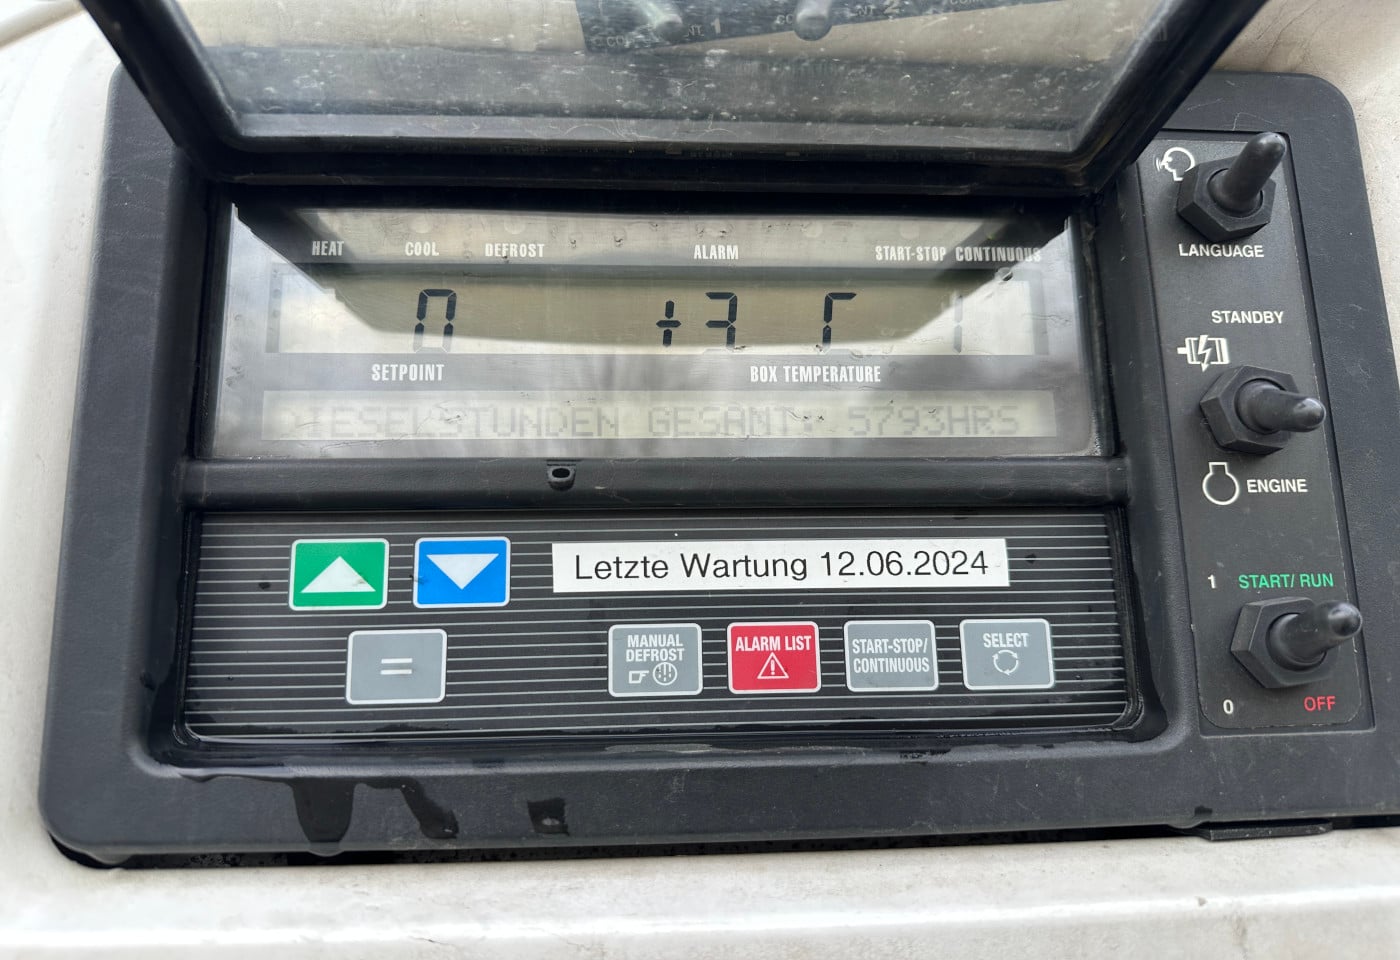 HEAT COOL DEFROST ALARM START-STOP CONTINUOUS
0 +3
SETPOINT BOX TEMPERATURE
DIESELSTUNDEN GESAMT: 5793HRS
Letzte Wartung 12.06.2024
=
MANUAL
DEFROST
ALARM LIST
START-STOP/
CONTINUOUS
SELECT
LANGUAGE
STANDBY
ENGINE
1 START/RUN
0 OFF